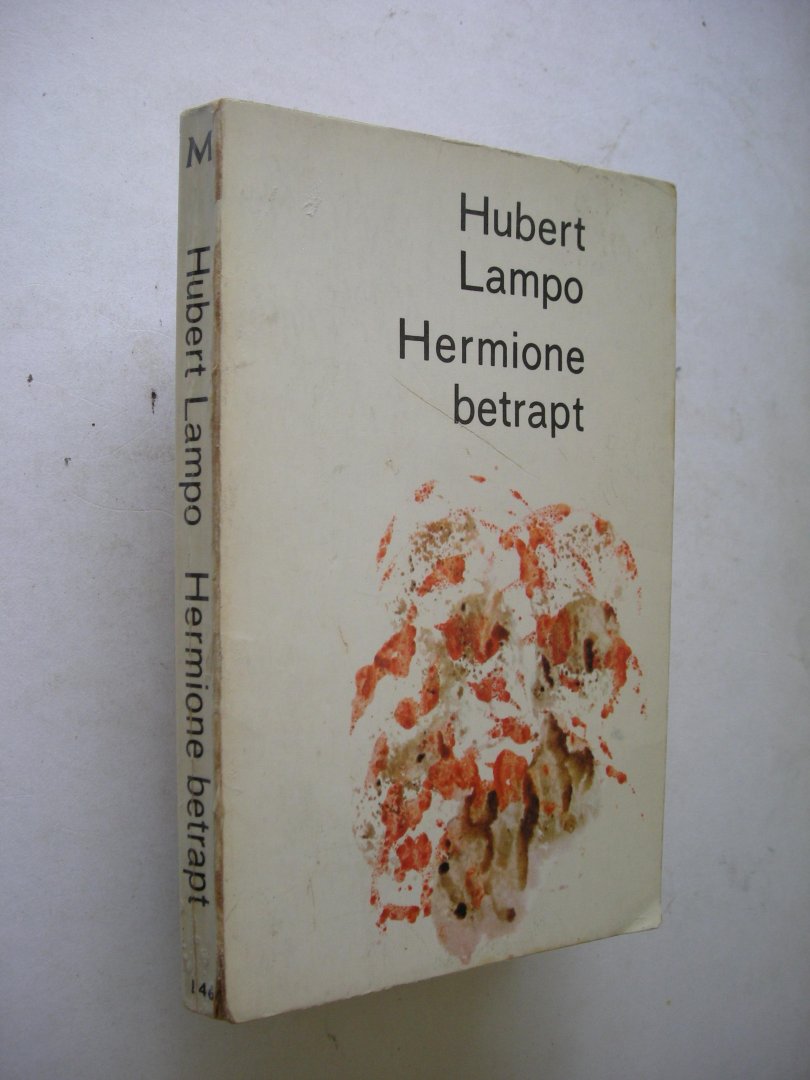 Hubert
Lampo
Hermione
betrapt
M
Hubert Lampo Hermione betrapt
146